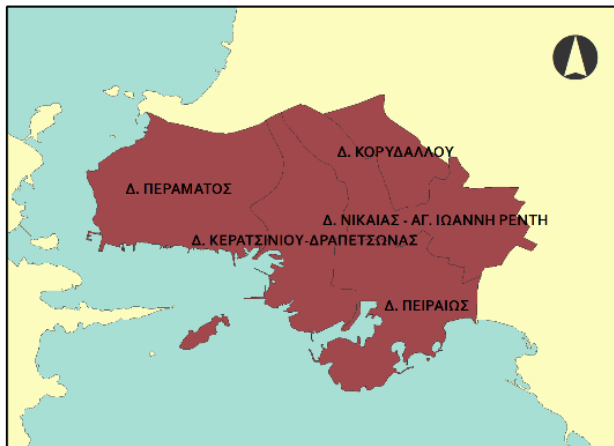 Δ. ΚΟΡΥΔΑΛΛΟΥ
Δ. ΠΕΡΑΜΑΤΟΣ
Δ. ΝΙΚΑΙΑΣ - ΑΓ. ΙΩΑΝΝΗ ΡΕΝΤΗ
Δ. ΚΕΡΑΤΣΙΝΙΟΥ-ΔΡΑΠΕΤΣΩΝΑΣ
Δ. ΠΕΙΡΑΙΩΣ